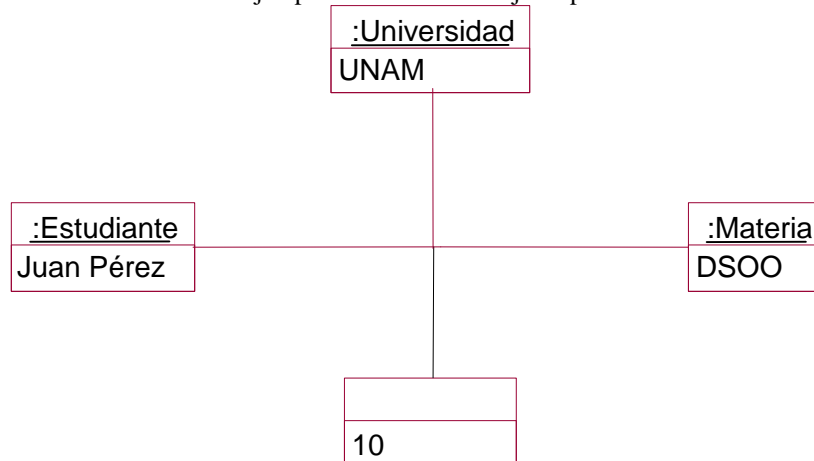 :Universidad
UNAM
:Estudiante
Juan Pérez
:Materia
DSOO
10